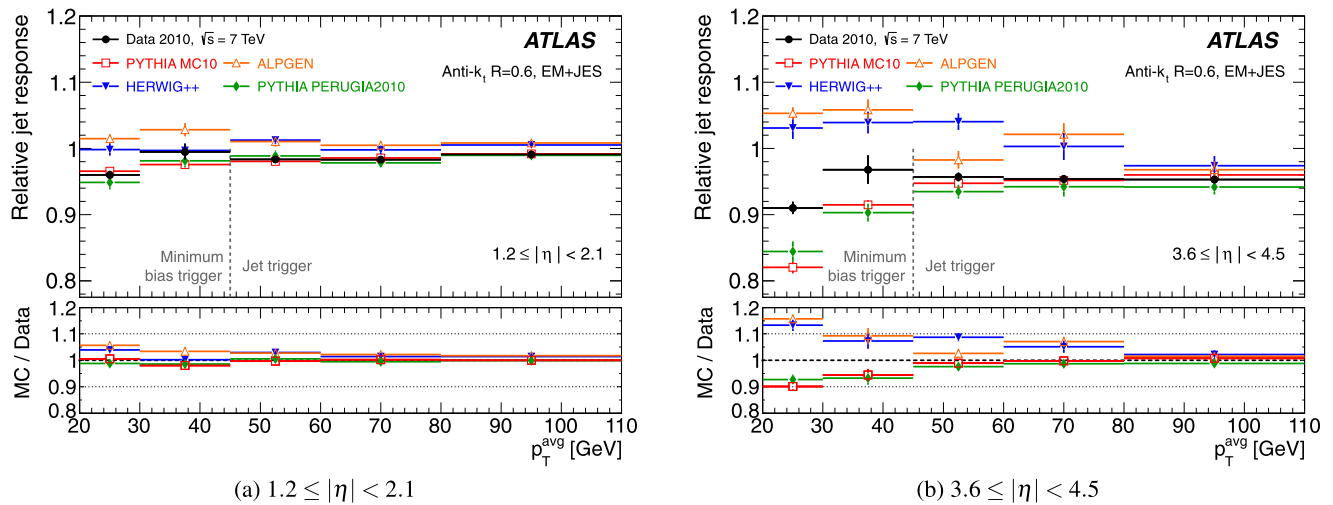 Relative jet response
1.2
1.1
1
0.9
0.8
Data 2010, √s = 7 TeV
PYTHIA MC10
ALPGEN
HERWIG++
PYTHIA PERUGIA2010
ATLAS
Anti-kt R=0.6, EM+JES
Minimum
bias trigger
Jet trigger
1.2 ≤ | η | < 2.1
MC / Data
1.2
1.1
1
0.9
0.8
20 30 40 50 60 70 80 90 100 110
p_T^avg [GeV]
(a) 1.2 ≤ |η| < 2.1
Relative jet response
1.2
1.1
1
0.9
0.8
Data 2010, √s = 7 TeV
PYTHIA MC10
ALPGEN
HERWIG++
PYTHIA PERUGIA2010
ATLAS
Anti-kt R=0.6, EM+JES
Minimum
bias trigger
Jet trigger
3.6 ≤ | η | < 4.5
MC / Data
1.2
1.1
1
0.9
0.8
20 30 40 50 60 70 80 90 100 110
p_T^avg [GeV]
(b) 3.6 ≤ |η| < 4.5